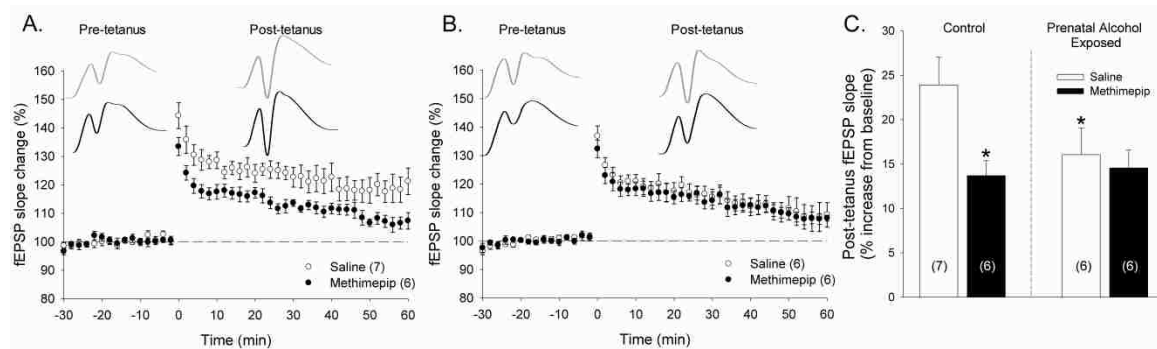 A.
Pre-tetanus Post-tetanus
fEPSP slope change (%)
160
150
140
130
120
110
100
90
80
Saline (7)
Methimepip (6)
-30 -20 -10 0 10 20 30 40 50 60
Time (min)
B.
Pre-tetanus Post-tetanus
fEPSP slope change (%)
160
150
140
130
120
110
100
90
80
Saline (6)
Methimepip (6)
-30 -20 -10 0 10 20 30 40 50 60
Time (min)
C.
Control
Prenatal Alcohol
Exposed
Post-tetanus fEPSP slope
(% increase from baseline)
30
25
20
15
10
5
0
Saline
Methimepip
* *
(7) (6) (6) (6)